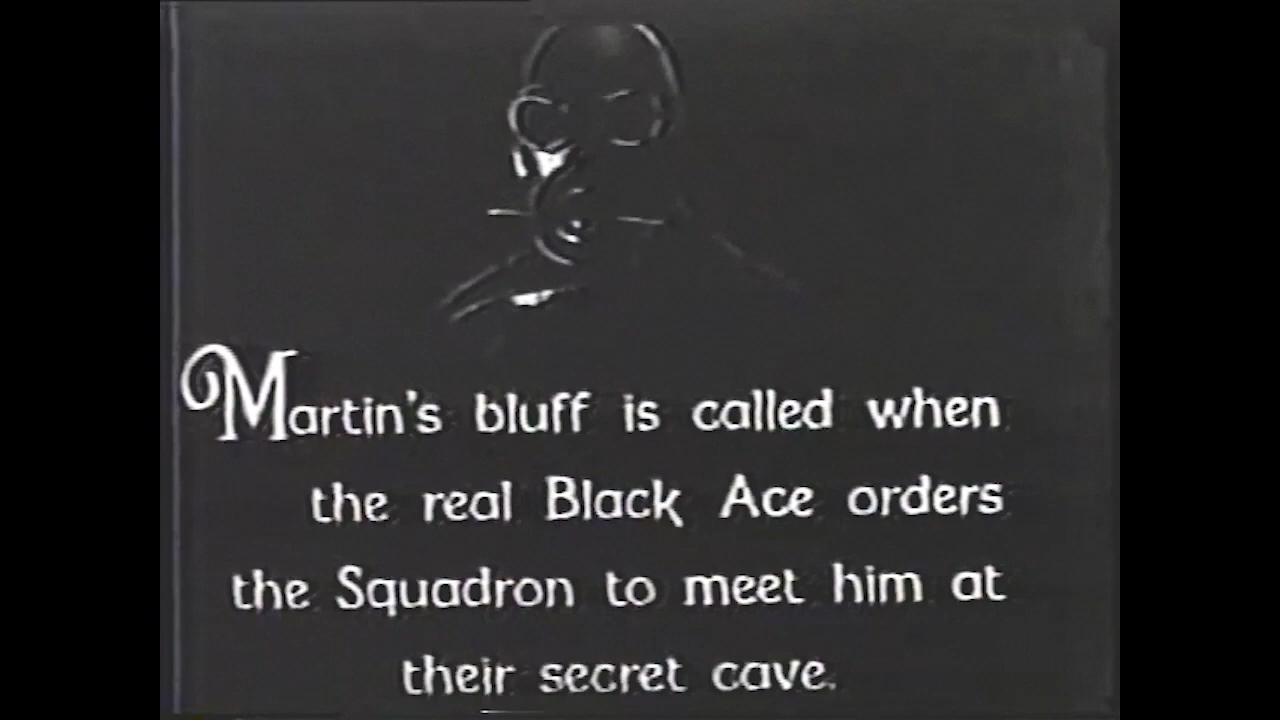 Martin's bluff is called when
the real Black Ace orders
the Squadron to meet him at
their secret cave.